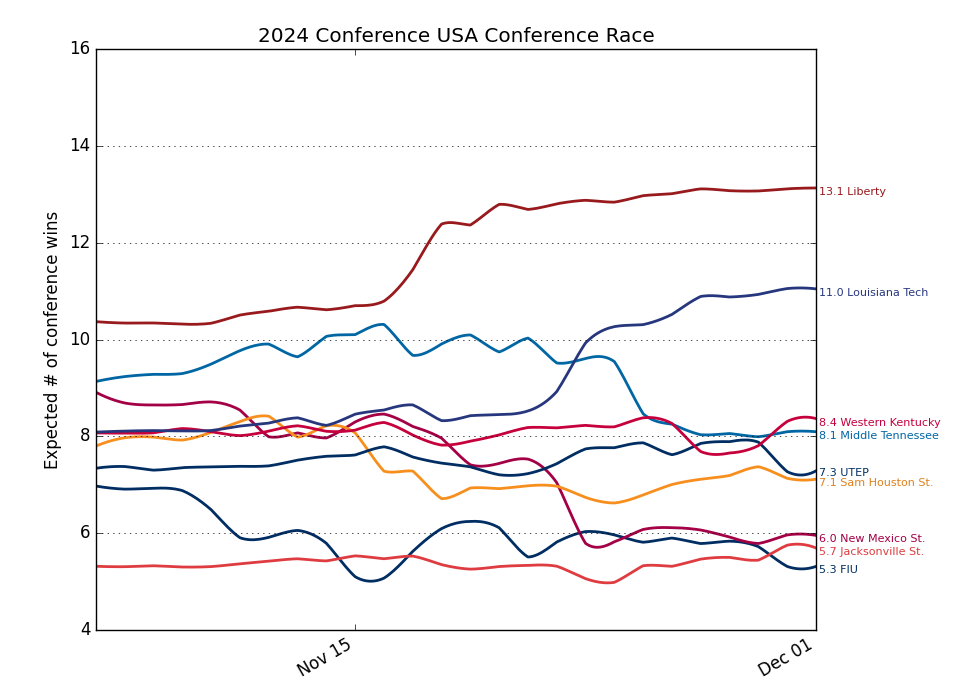 2024 Conference USA Conference Race
Expected # of conference wins
16
14
12
10
8
6
4
Nov 15
Dec 01
13.1 Liberty
11.0 Louisiana Tech
8.4 Western Kentucky
8.1 Middle Tennessee
7.3 UTEP
7.1 Sam Houston St.
6.0 New Mexico St.
5.7 Jacksonville St.
5.3 FIU